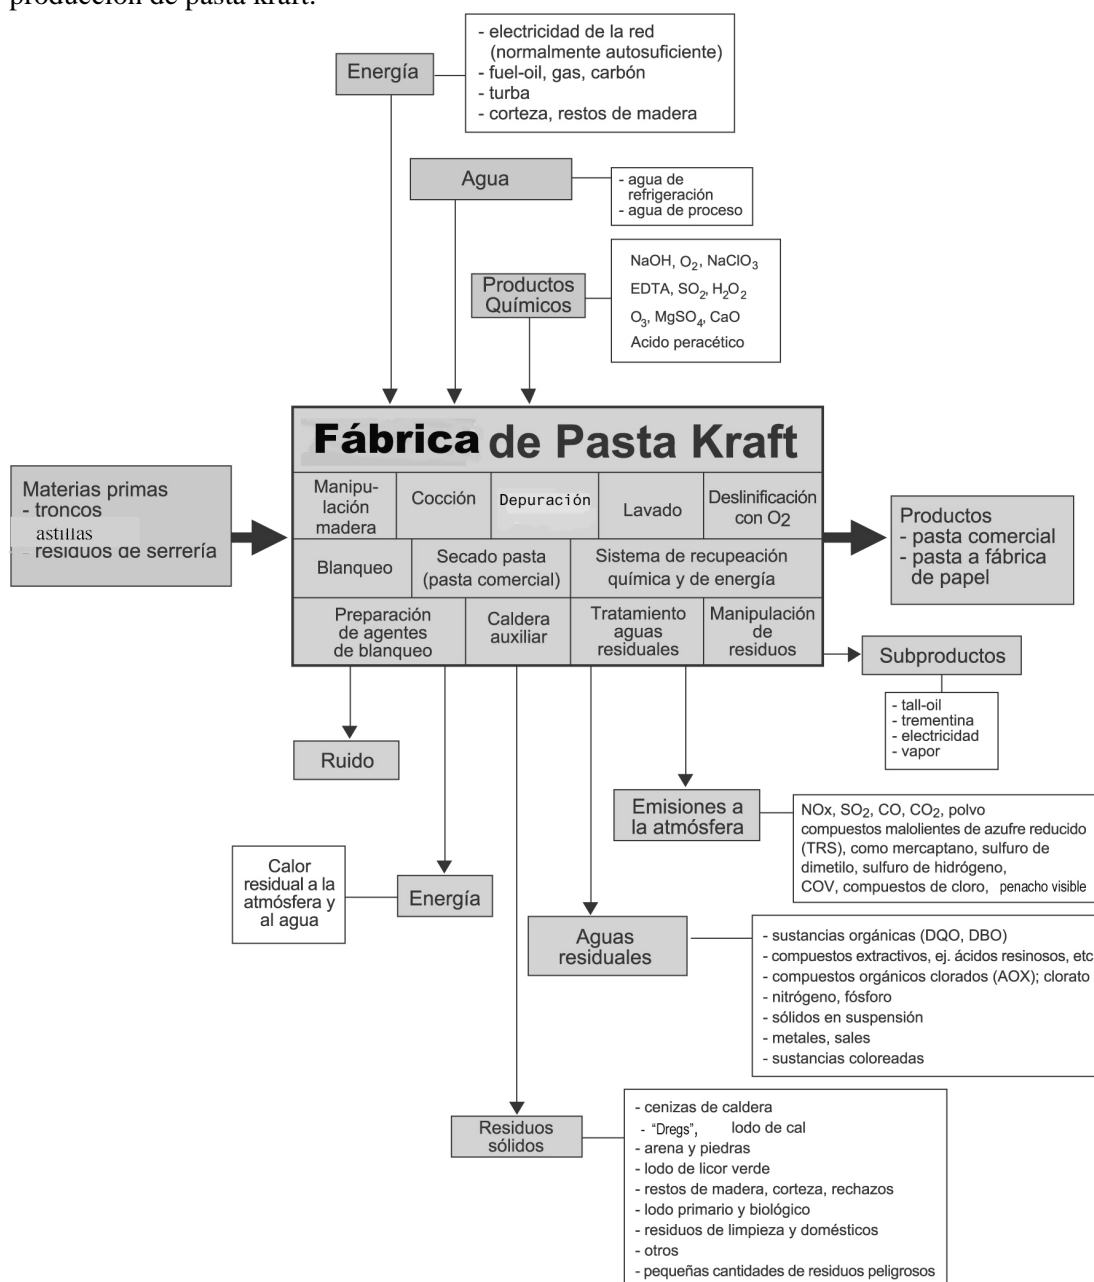 producción de pasta kraft.
Energía
- electricidad de la red
(normalmente autosuficiente)
- fuel-oil, gas, carbón
- turba
- corteza, restos de madera
Agua
- agua de
refrigeración
- agua de proceso
Productos
Químicos
NaOH, O2, NaClO3
EDTA, SO2, H2O2
O3, MgSO4, CaO
Acido peracético
Fábrica de Pasta Kraft
Materias primas
- troncos
astillas
- residuos de serrería
Manipu-
lación
madera
Cocción
Depuración
Lavado
Deslinificación
con O2
Blanqueo
Secado pasta
(pasta comercial)
Sistema de recupeación
química y de energía
Preparación
de agentes
de blanqueo
Caldera
auxiliar
Tratamiento
aguas
residuales
Manipulación
de
residuos
Productos
- pasta comercial
- pasta a fábrica
de papel
Subproductos
- tall-oil
- trementina
- electricidad
- vapor
Ruido
Emisiones a
la atmósfera
NOx, SO2, CO, CO2, polvo
compuestos malolientes de azufre reducido
(TRS), como mercaptano, sulfuro de
dimetilo, sulfuro de hidrógeno,
COV, compuestos de cloro, penacho visible
Calor
residual a la
atmósfera y
al agua
Energía
Aguas
residuales
- sustancias orgánicas (DQO, DBO)
- compuestos extractivos, ej. ácidos resinosos, etc
- compuestos orgánicos clorados (AOX); clorato
- nitrógeno, fósforo
- sólidos en suspensión
- metales, sales
- sustancias coloreadas
Residuos
sólidos
- cenizas de caldera
- “Dregs”, lodo de cal
- arena y piedras
- lodo de licor verde
- restos de madera, corteza, rechazos
- lodo primario y biológico
- residuos de limpieza y domésticos
- otros
- pequeñas cantidades de residuos peligrosos